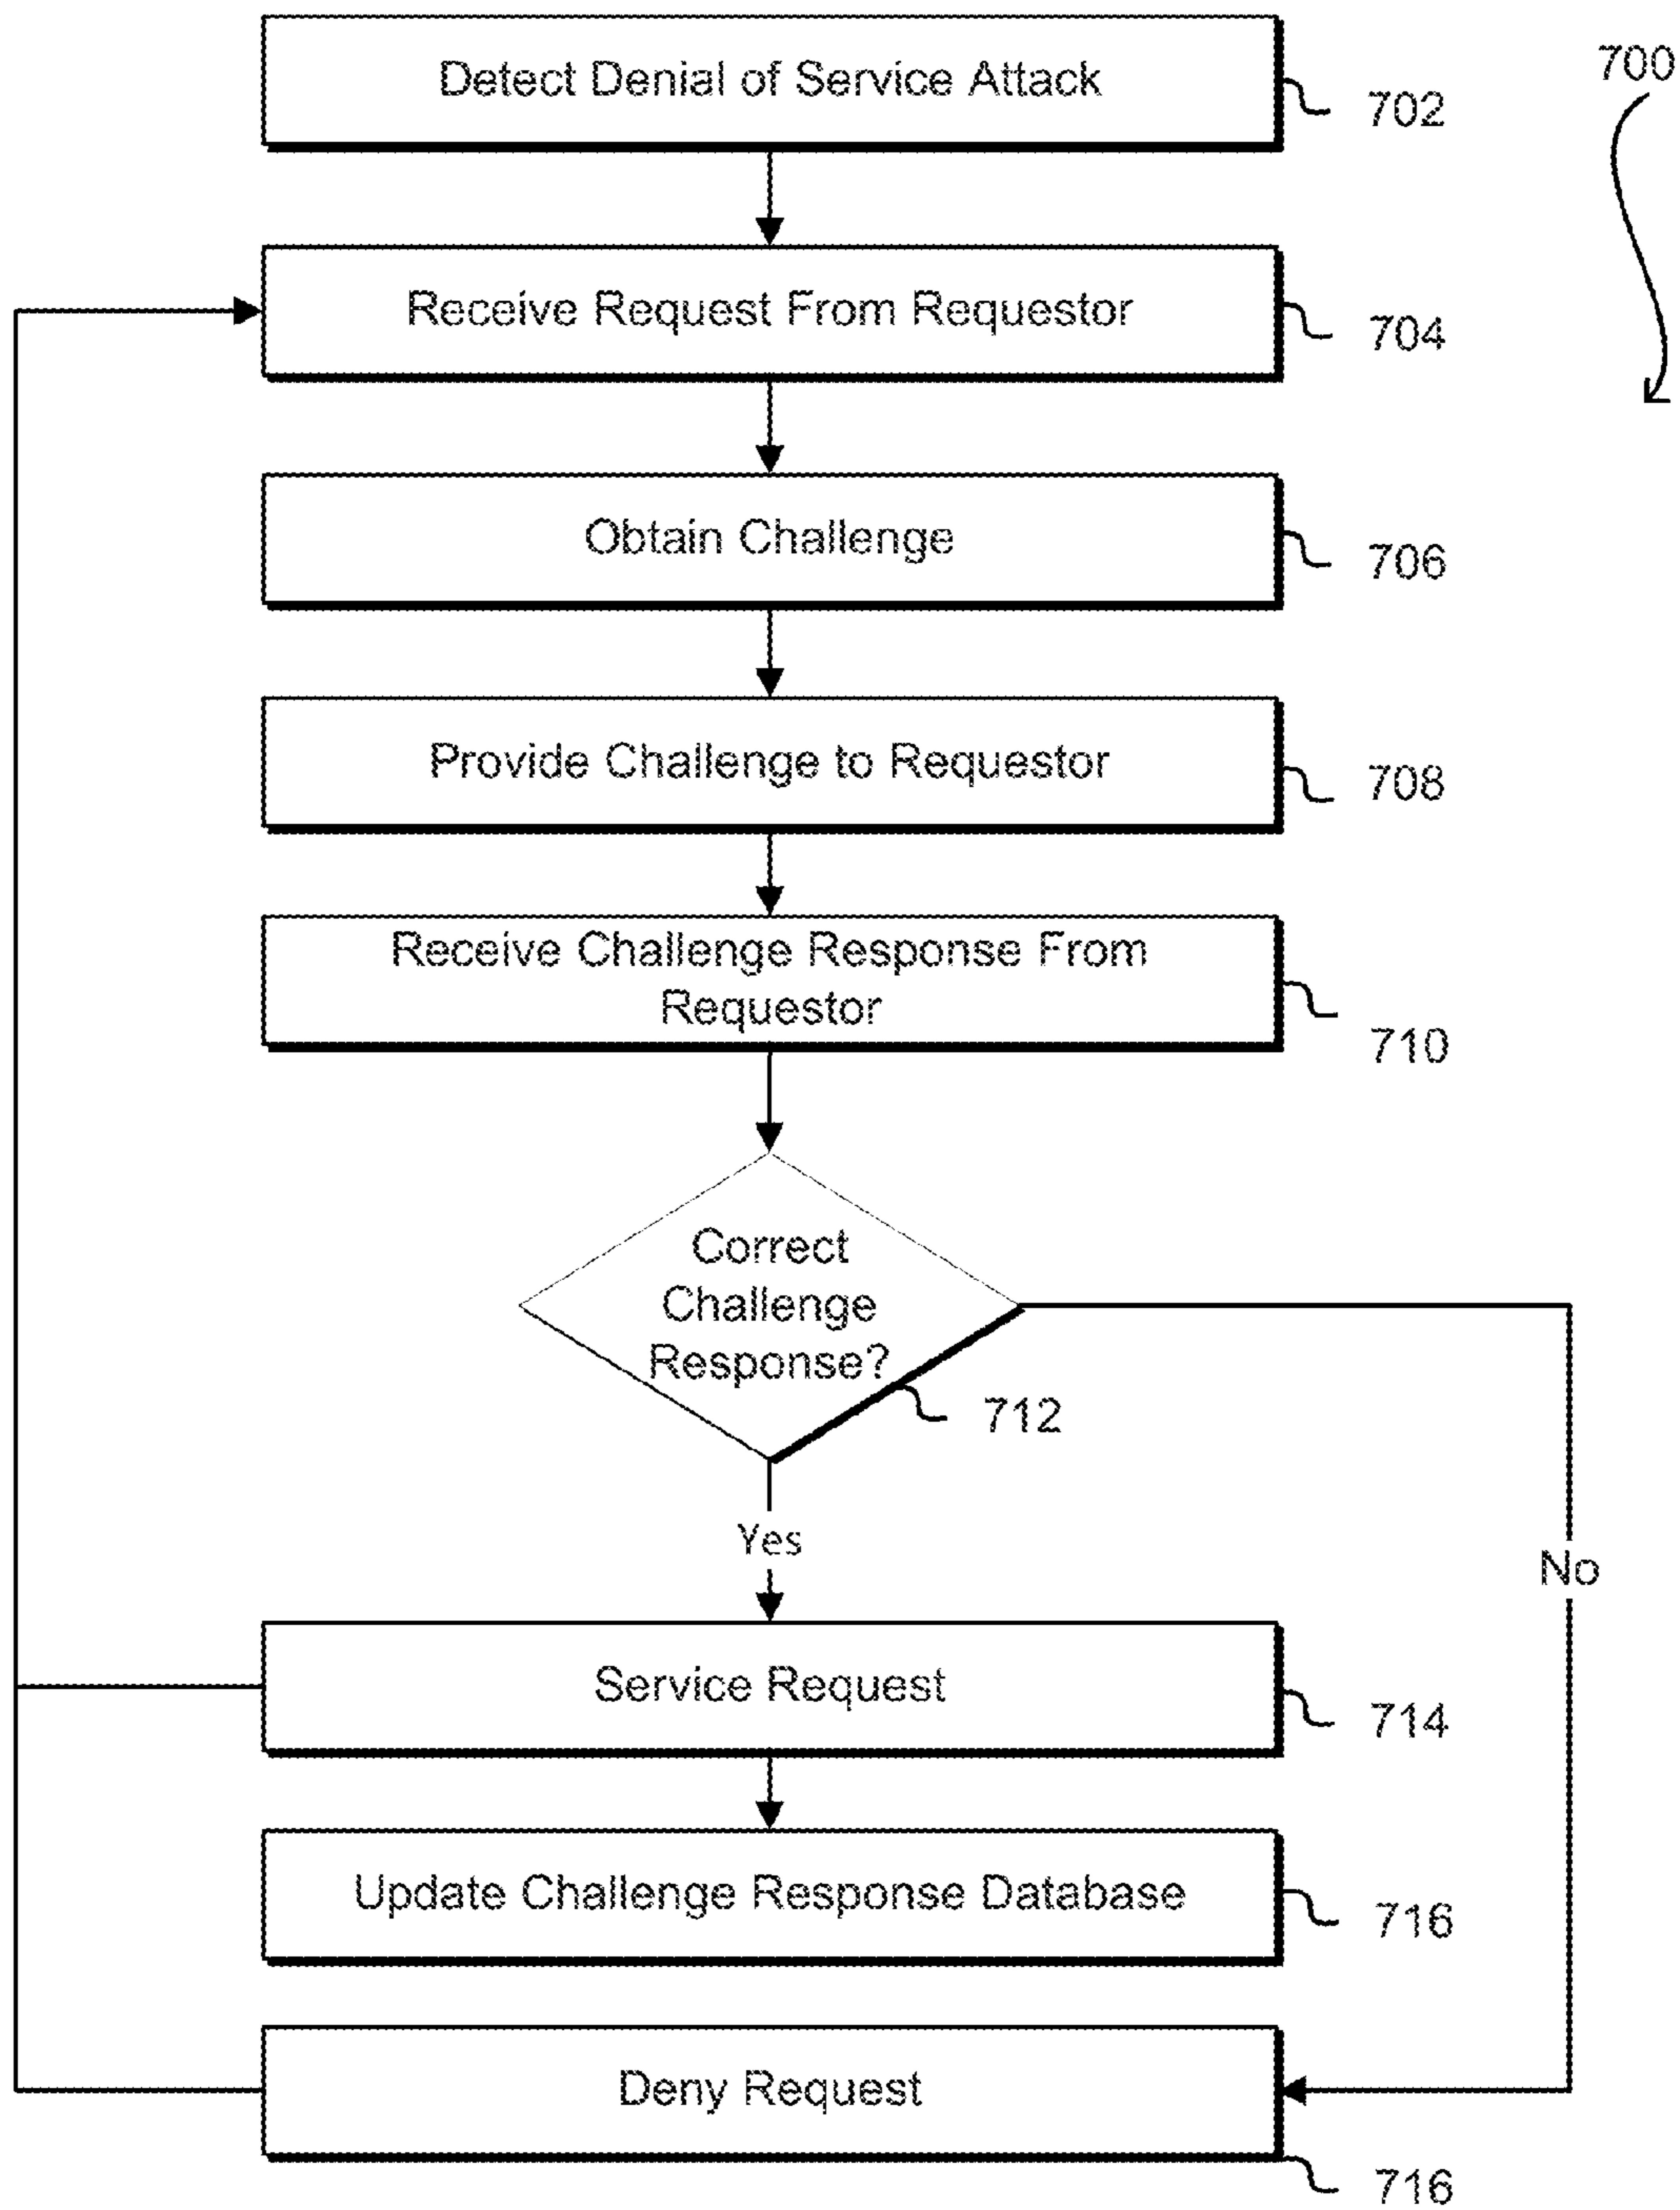 Detect Denial of Service Attack
702
700
Receive Request From Requestor
704
Obtain Challenge
706
Provide Challenge to Requestor
708
Receive Challenge Response From
Requestor
710
Correct
Challenge
Response?
712
Yes
No
Service Request
714
Update Challenge Response Database
716
Deny Request
716